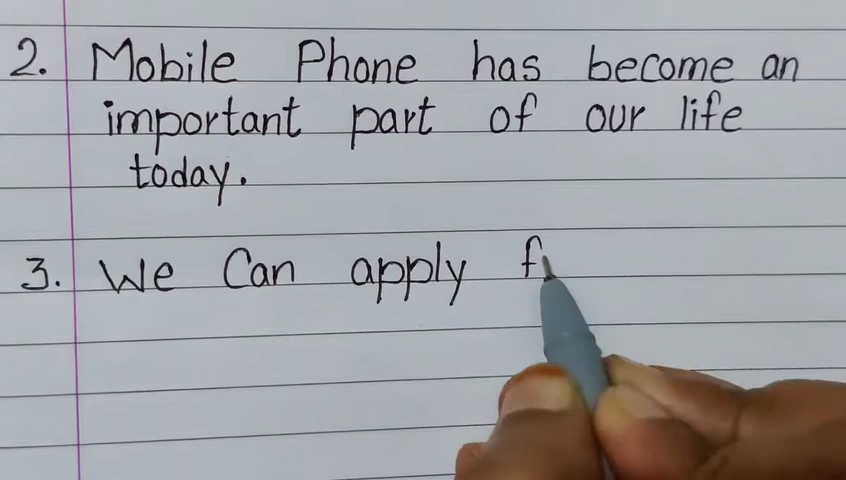 2. Mobile Phone has become an
important part of our life
today.
3. We Can apply f